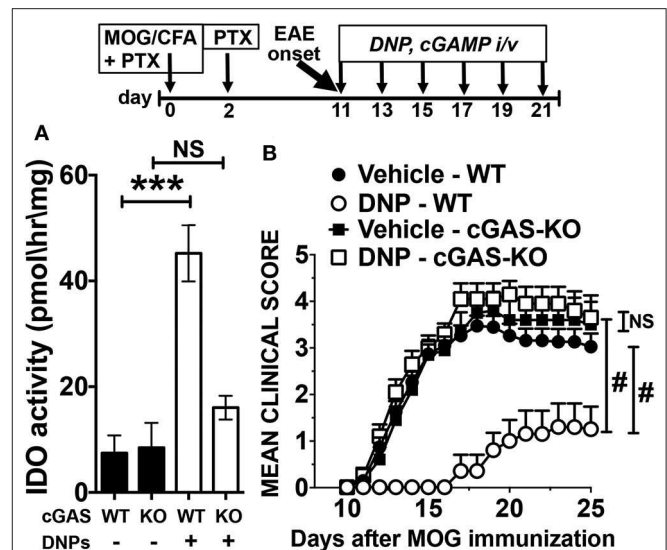 MOG/CFA
+ PTX
PTX
EAE
onset
DNP, cGAMP i/v
day
0 2 11 13 15 17 19 21
A
NS
***
IDO activity (pmol\hr\mg)
60
40
20
0
cGAS WT KO WT KO
DNPs - - + +
B
Vehicle - WT
DNP - WT
Vehicle - cGAS-KO
DNP - cGAS-KO
MEAN CLINICAL SCORE
5
4
3
2
1
0
NS
#
#
10 15 20 25
Days after MOG immunization